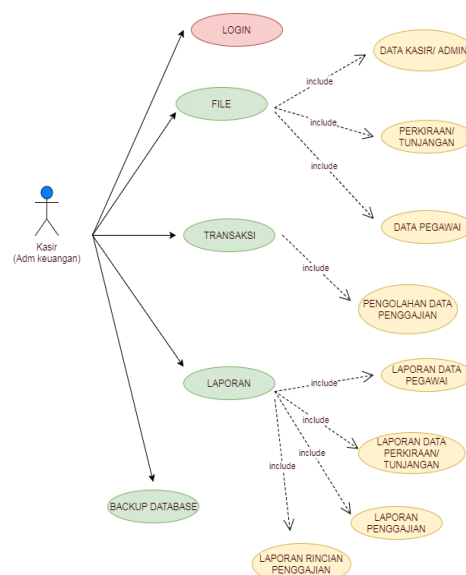 LOGIN
DATA KASIR/ ADMIN
include
FILE
include
PERKIRAAN/
TUNJANGAN
include
DATA PEGAWAI
Kasir
(Adm keuangan)
TRANSAKSI
include
PENGOLAHAN DATA
PENGGAJIAN
LAPORAN
include
LAPORAN DATA
PEGAWAI
include
LAPORAN DATA
PERKIRAAN/
TUNJANGAN
include
include
BACKUP DATABASE
LAPORAN
PENGGAJIAN
LAPORAN RINCIAN
PENGGAJIAN